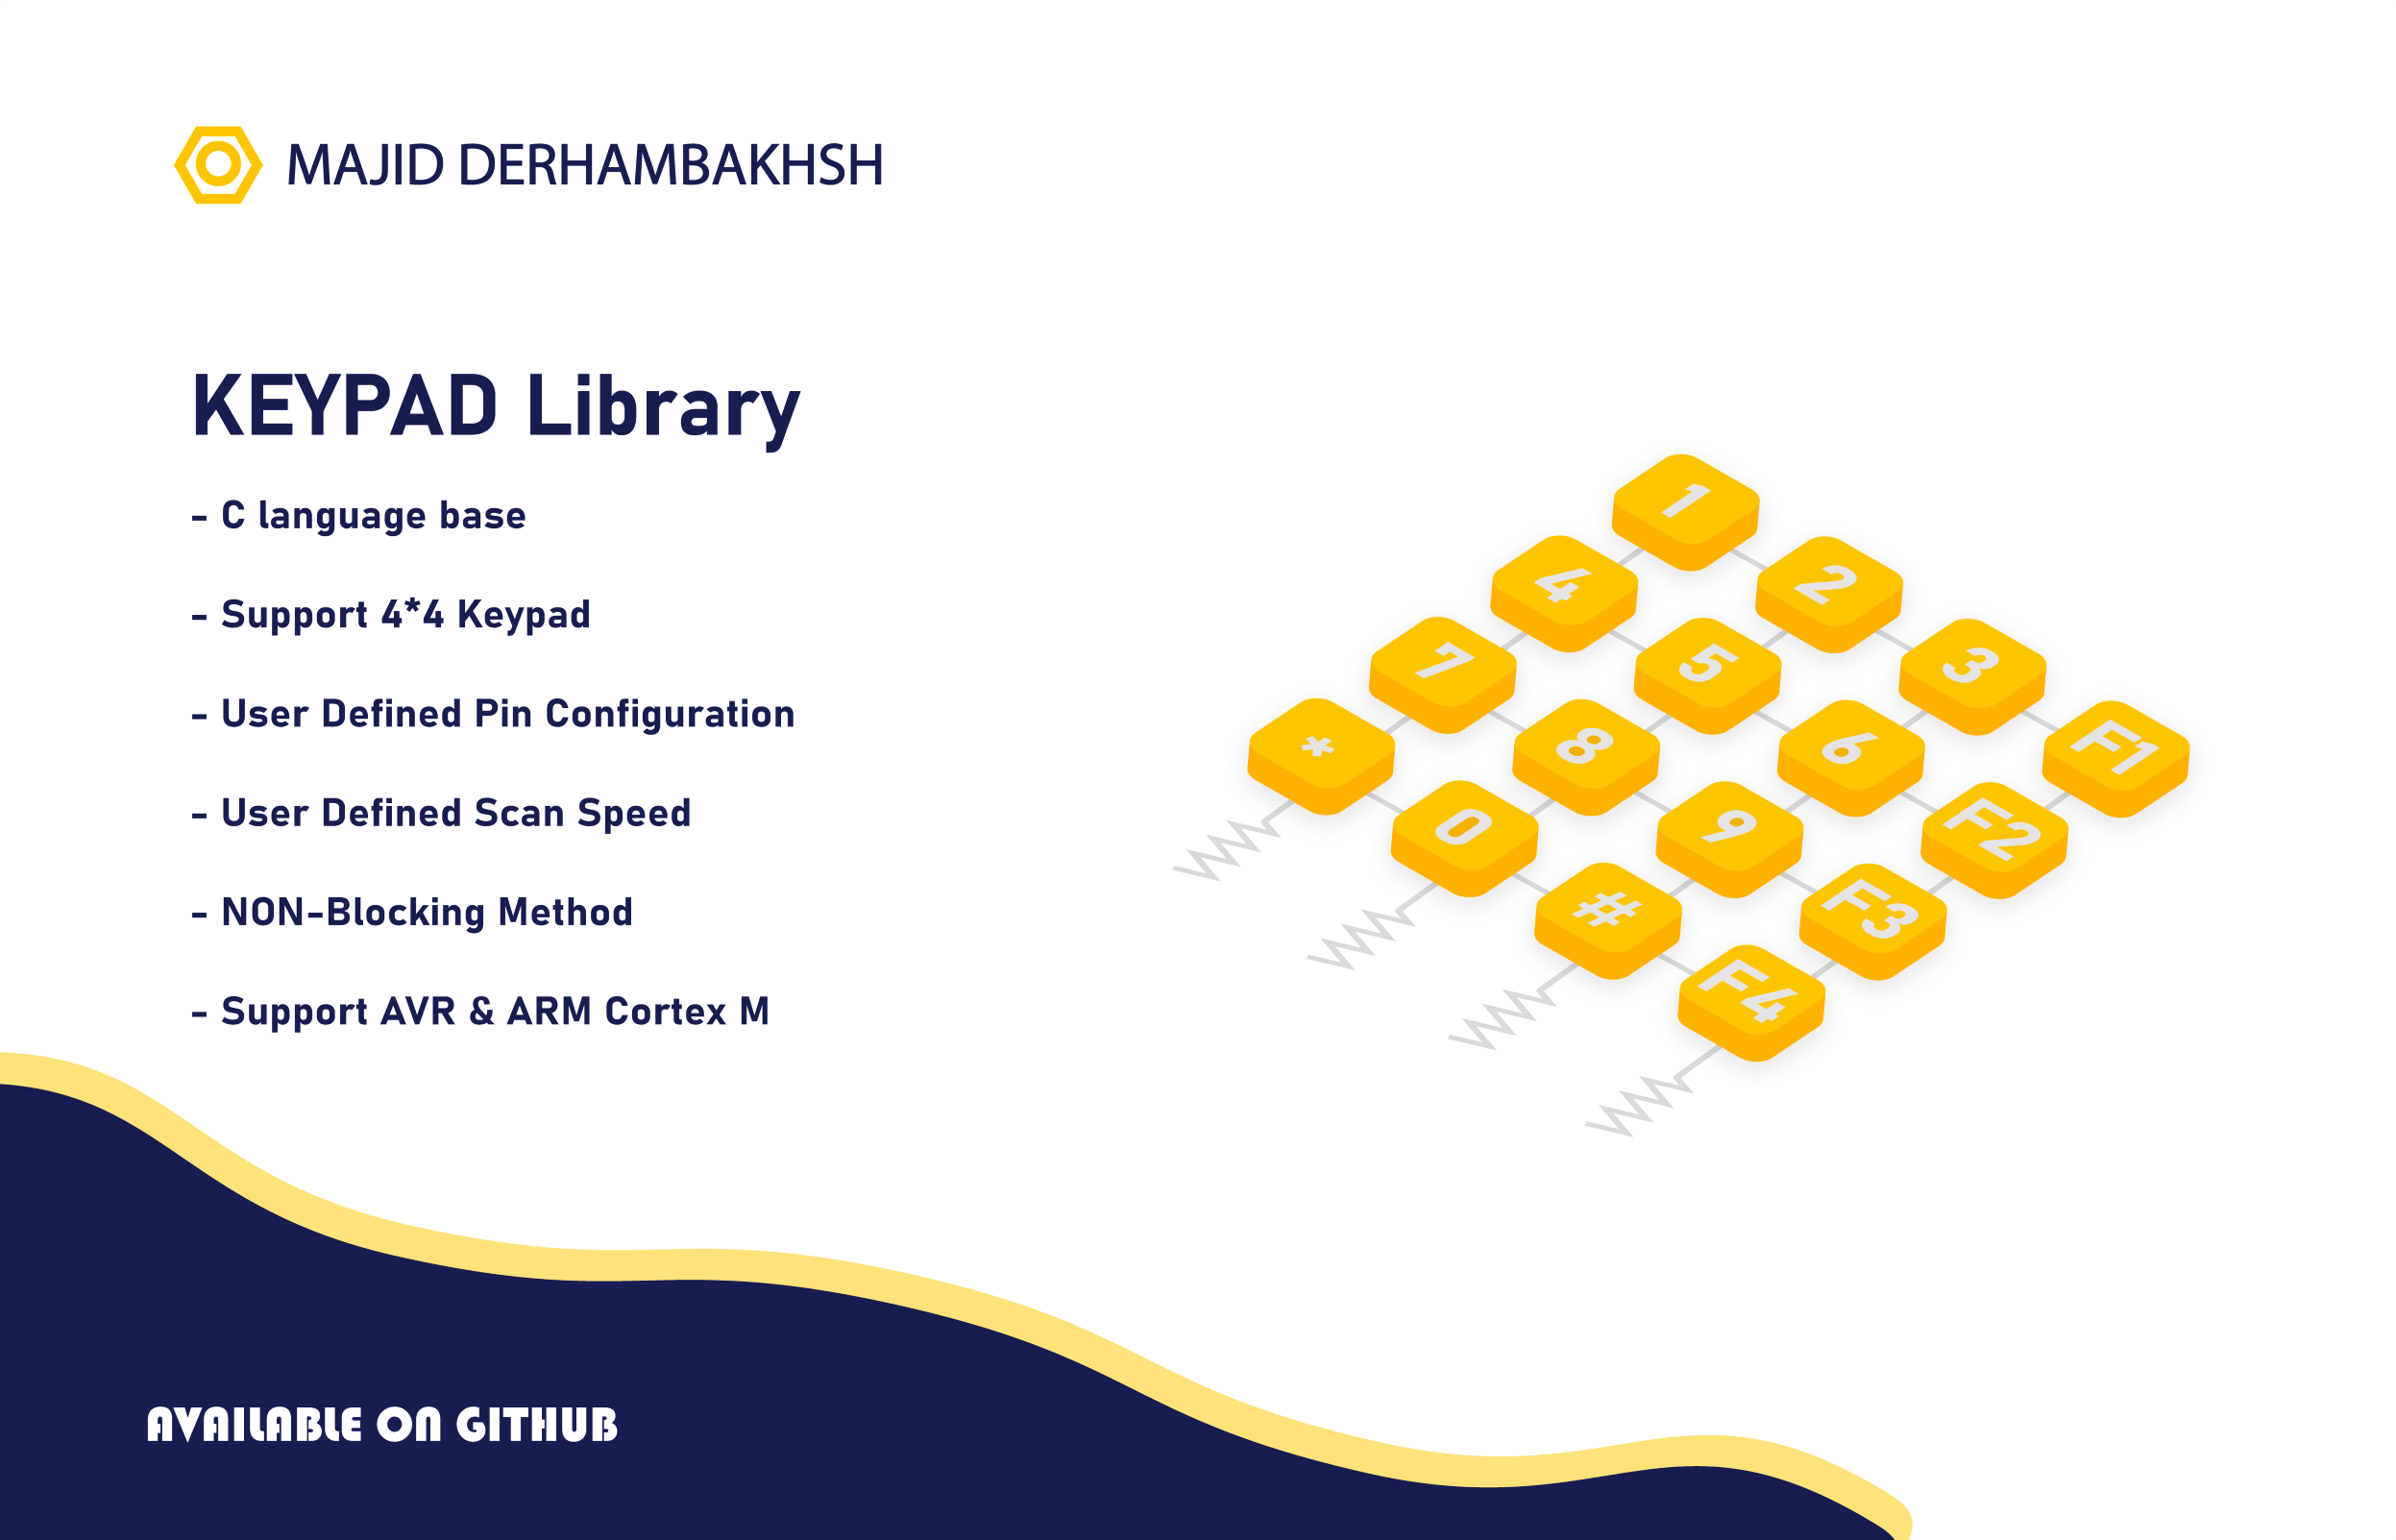 MAJID DERHAMBAKHSH
KEYPAD Library
- C language base
- Support 4*4 Keypad
- User Defined Pin Configuration
- User Defined Scan Speed
- NON-Blocking Method
- Support AVR & ARM Cortex M
1
2
3
F1
4
5
6
F2
7
8
9
F3
*
0
#
F4
AVAILABLE ON GITHUB